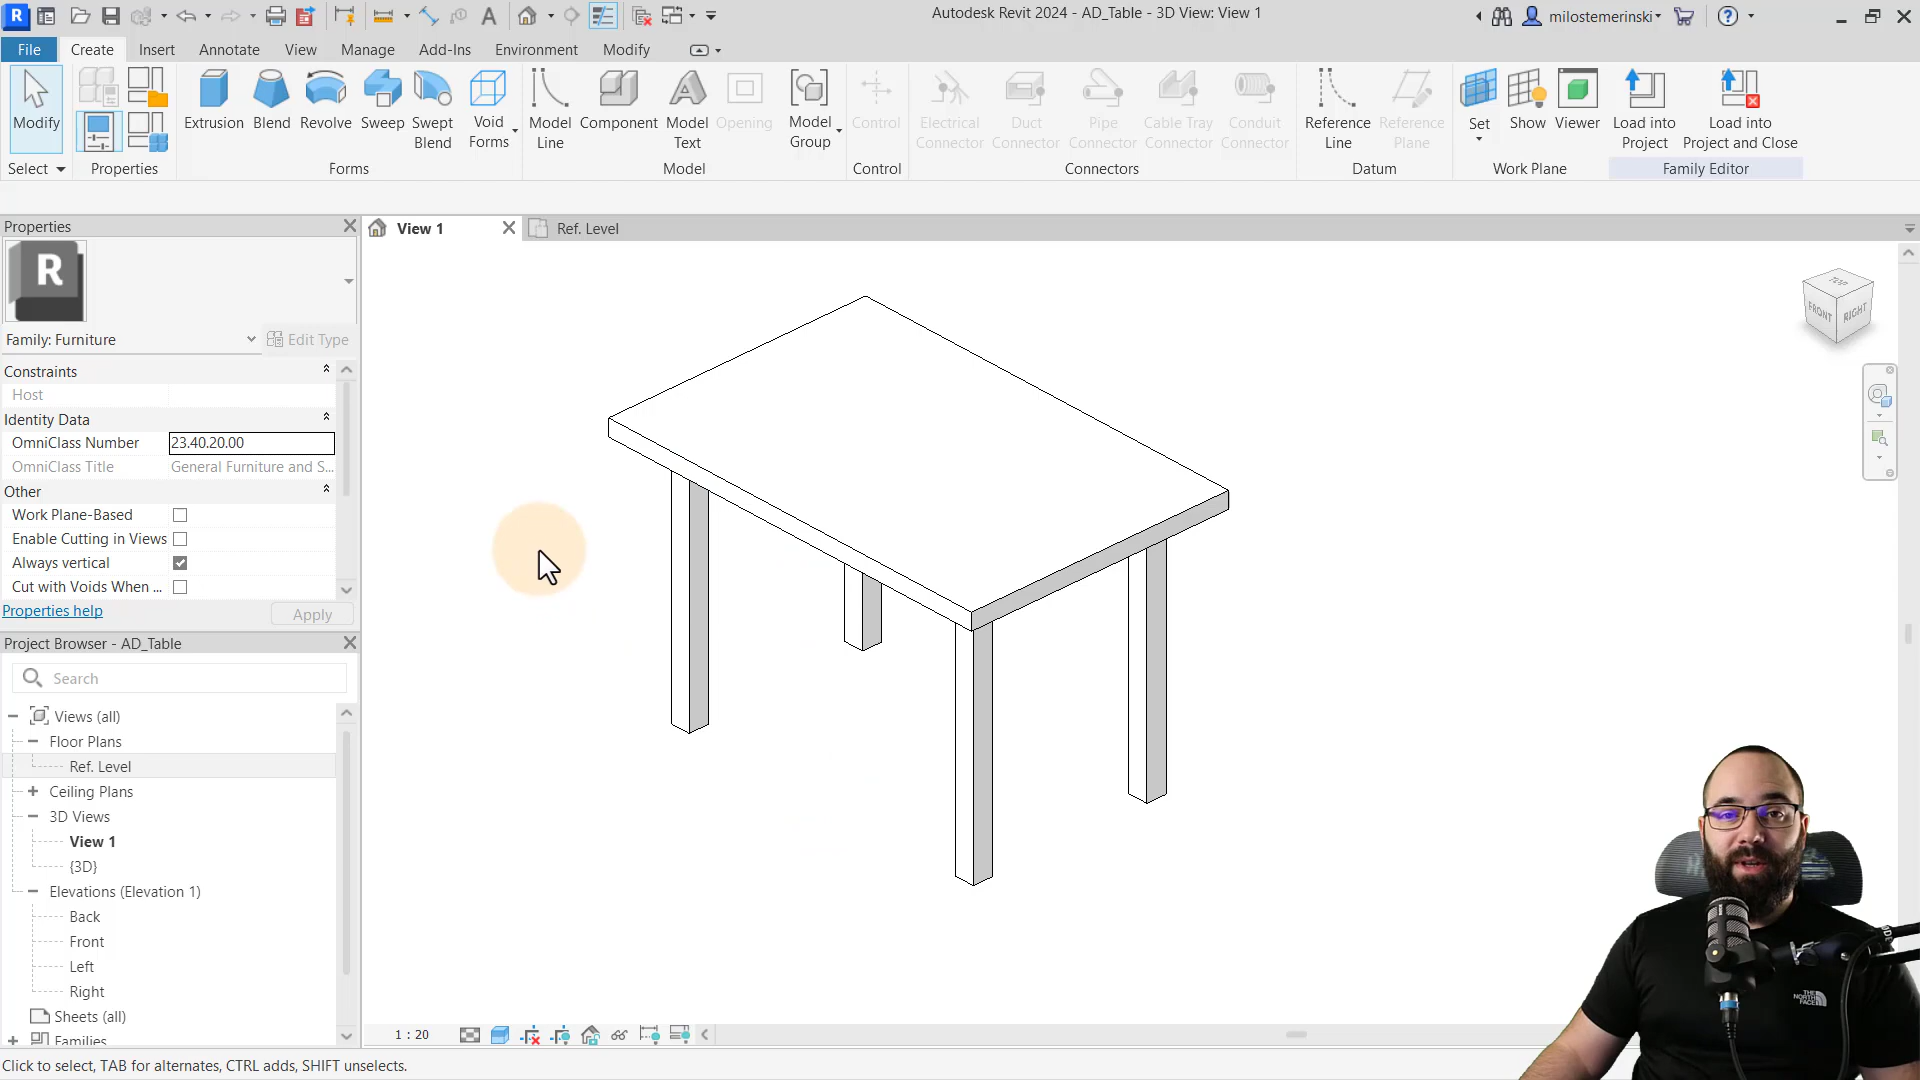 R
Autodesk Revit 2024 - AD_Table - 3D View: View 1
milostemerinski
File
Create
Insert
Annotate
View
Manage
Add-Ins
Environment
Modify
Modify
Extrusion
Blend
Revolve
Sweep
Swept
Blend
Void
Forms
Model
Line
Component
Model
Text
Opening
Model
Group
Control
Electrical
Connector
Duct
Connector
Pipe
Connector
Cable Tray
Connector
Conduit
Connector
Reference
Line
Reference
Plane
Set
Show
Viewer
Load into
Project
Load into
Project and Close
Select
Properties
Forms
Model
Control
Connectors
Datum
Work Plane
Family Editor
Properties
View 1
Ref. Level
R
Family: Furniture
Edit Type
Constraints
Host
Identity Data
OmniClass Number 23.40.20.00
OmniClass Title General Furniture and S...
Other
Work Plane-Based
Enable Cutting in Views
Always vertical
Cut with Voids When ...
Properties help
Apply
Project Browser - AD_Table
Search
Views (all)
Floor Plans
Ref. Level
Ceiling Plans
3D Views
View 1
{3D}
Elevations (Elevation 1)
Back
Front
Left
Right
Sheets (all)
Families
TOP
FRONT
RIGHT
1 : 20
Click to select, TAB for alternates, CTRL adds, SHIFT unselects.
THE
NORTH
FACE